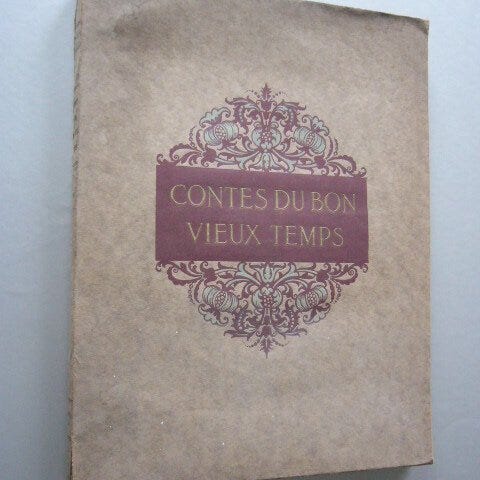 CONTES DU BON
VIEUX TEMPS